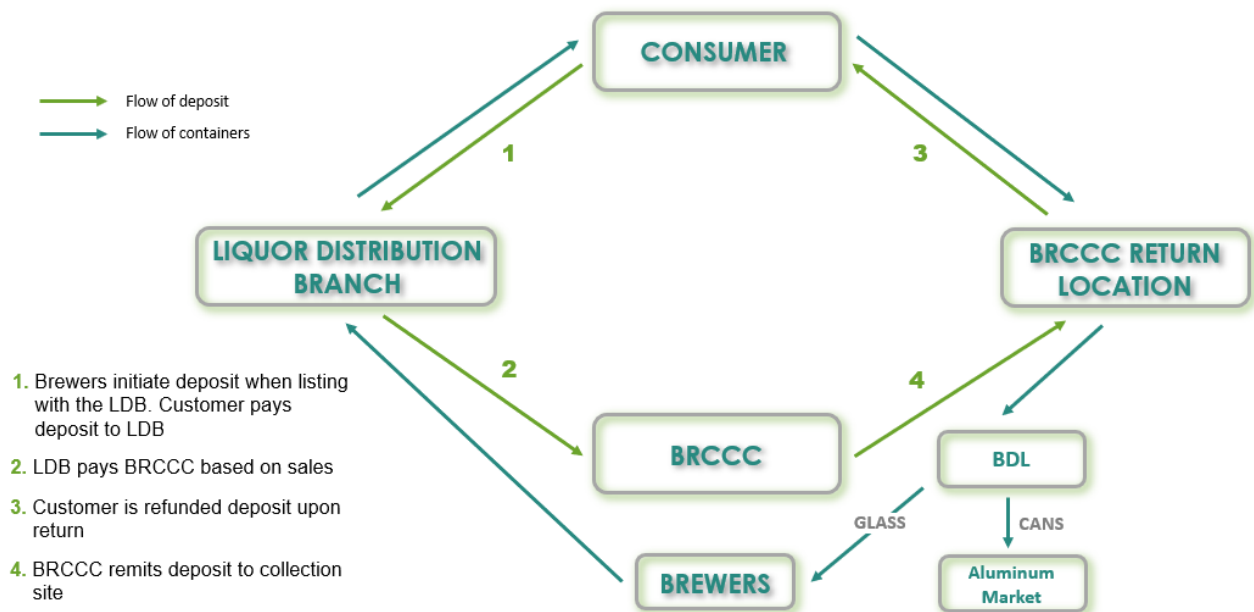 CONSUMER
Flow of deposit
Flow of containers
1
3
LIQUOR DISTRIBUTION
BRANCH
BRCCC RETURN
LOCATION
2
4
1. Brewers initiate deposit when listing
with the LDB. Customer pays
deposit to LDB
2. LDB pays BRCCC based on sales
3. Customer is refunded deposit upon
return
4. BRCCC remits deposit to collection
site
BRCCC
BDL
GLASS
CANS
BREWERS
Aluminum
Market